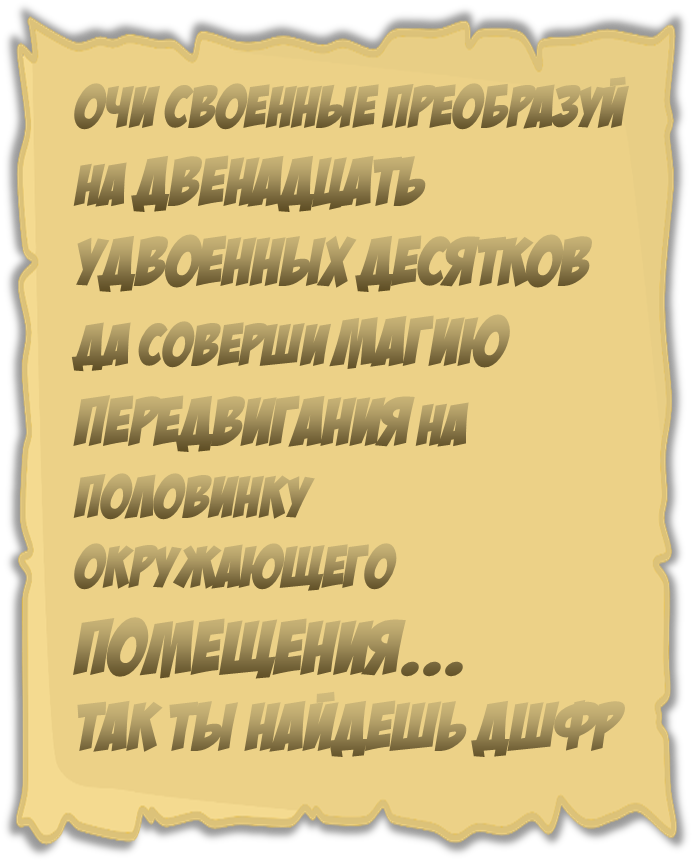 ОЧИ СВОЕННЫЕ ПРЕОБРАЗУЙ
НА ДВЕНАДЦАТЬ
УДВОЕННЫХ ДЕСЯТКОВ
ДА СОВЕРШИ МАГИЮ
ПЕРЕДВИГАНИЯ НА
ПОЛОВИНКУ
ОКРУЖАЮЩЕГО
ПОМЕЩЕНИЯ...
ТАК ТЫ НАЙДЕШЬ ДШФР